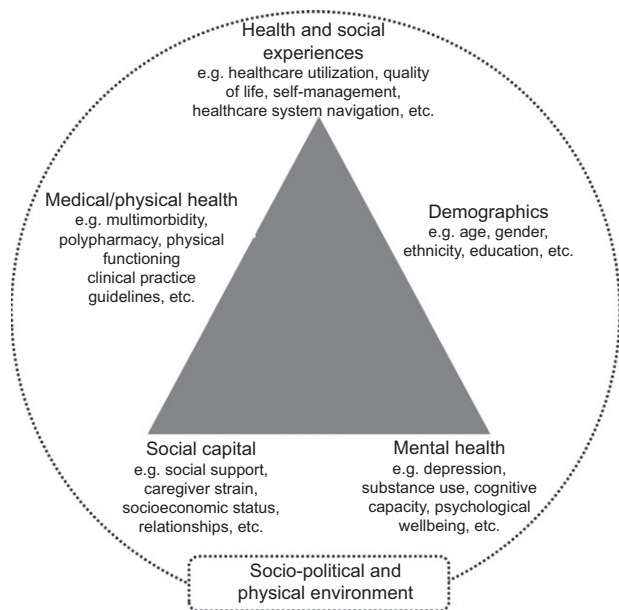 Health and social
experiences
e.g. healthcare utilization, quality
of life, self-management,
healthcare system navigation, etc.
Medical/physical health
e.g. multimorbidity,
polypharmacy, physical
functioning
clinical practice
guidelines, etc.
Demographics
e.g. age, gender,
ethnicity, education, etc.
Social capital
e.g. social support,
caregiver strain,
socioeconomic status,
relationships, etc.
Mental health
e.g. depression,
substance use, cognitive
capacity, psychological
wellbeing, etc.
Socio-political and
physical environment